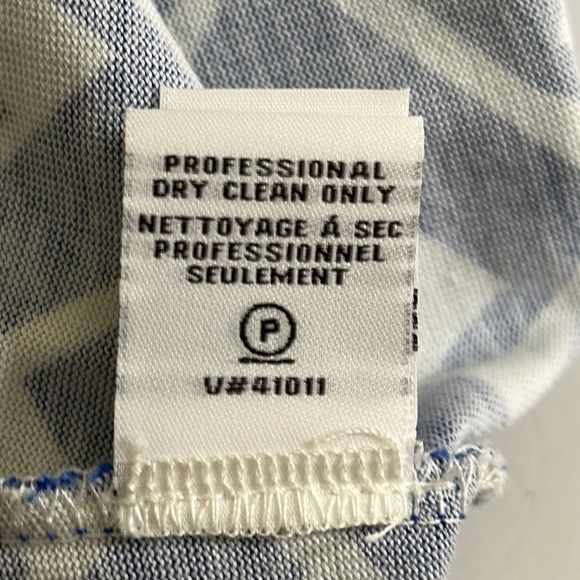 PROFESSIONAL
DRY CLEAN ONLY
NETTOYAGE Á SEC
PROFESSIONNEL
SEULEMENT
P
V#41011